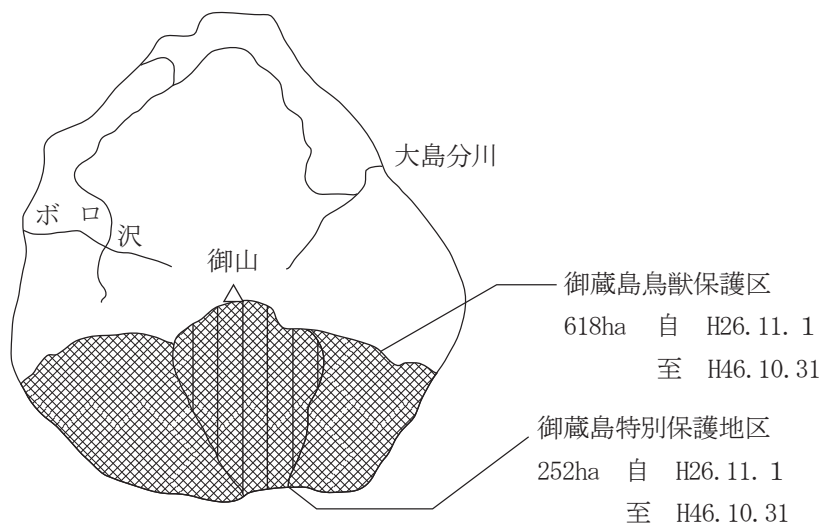 大島分川
ボロ沢
御山
御蔵島鳥獣保護区
618ha 自 H26.11. 1
至 H46.10.31
御蔵島特別保護地区
252ha 自 H26.11. 1
至 H46.10.31